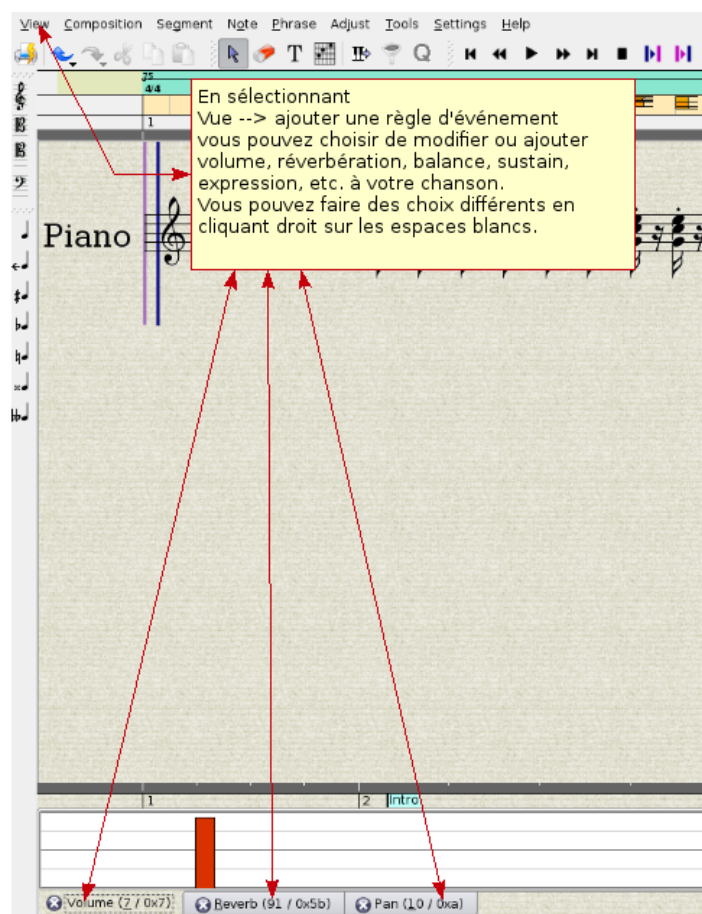 View Composition Segment Note Phrase Adjust Tools Settings Help
T Q
75
4/4
1
En sélectionnant
Vue --> ajouter une règle d'événement
vous pouvez choisir de modifier ou ajouter
volume, réverbération, balance, sustain,
expression, etc. à votre chanson.
Vous pouvez faire des choix différents en
cliquant droit sur les espaces blancs.
Piano
1 2 Intro
Volume (7 / 0x7) Reverb (91 / 0x5b) Pan (10 / 0xa)